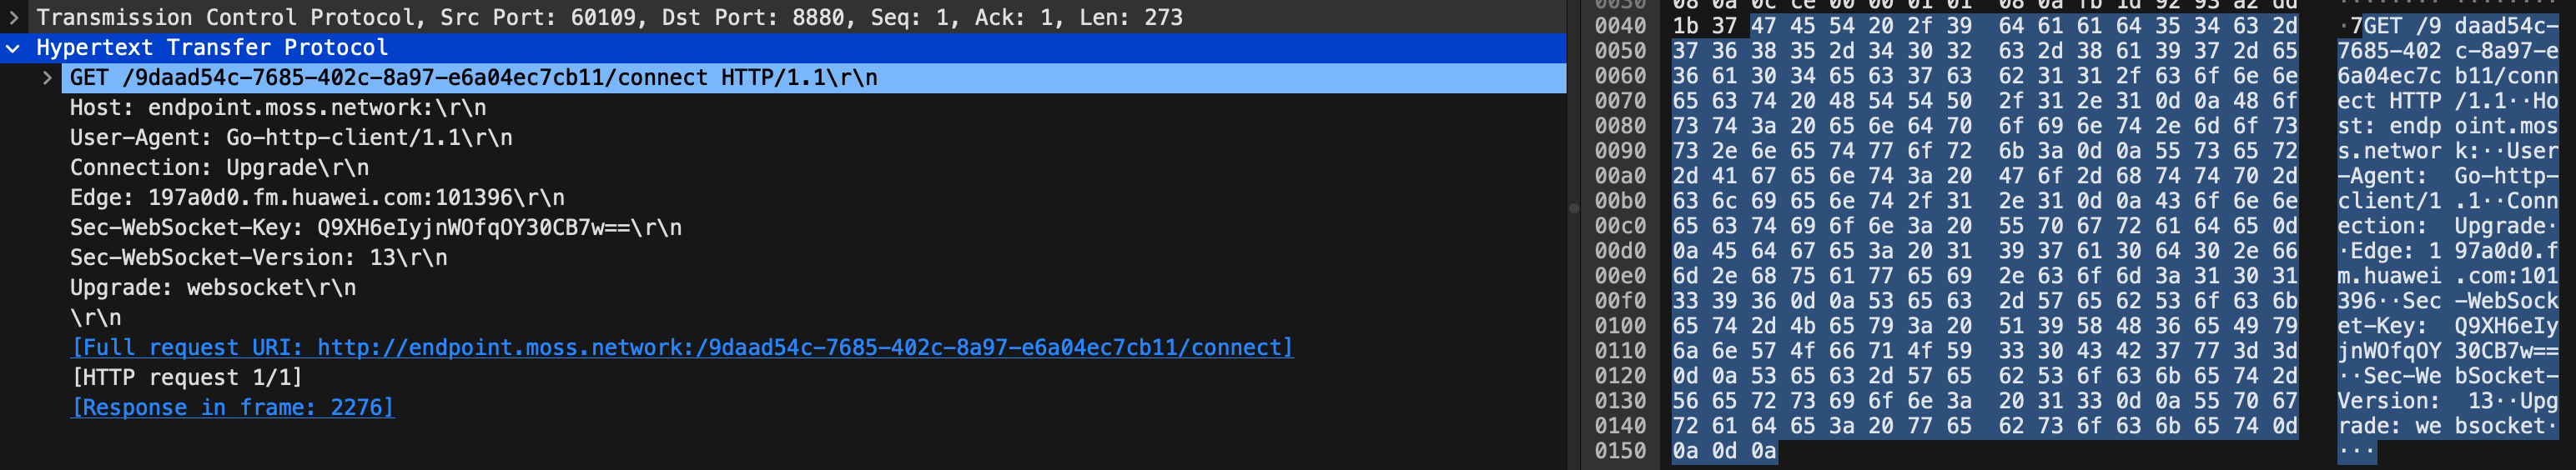 Transmission Control Protocol, Src Port: 60109, Dst Port: 8880, Seq: 1, Ack: 1, Len: 273
Hypertext Transfer Protocol
GET /9daad54c-7685-402c-8a97-e6a04ec7cb11/connect HTTP/1.1\r\n
Host: endpoint.moss.network:\r\n
User-Agent: Go-http-client/1.1\r\n
Connection: Upgrade\r\n
Edge: 197a0d0.fm.huawei.com:101396\r\n
Sec-WebSocket-Key: Q9XH6eIyjnWOfqOY30CB7w==\r\n
Sec-WebSocket-Version: 13\r\n
Upgrade: websocket\r\n
\r\n
[Full request URI: http://endpoint.moss.network:/9daad54c-7685-402c-8a97-e6a04ec7cb11/connect]
[HTTP request 1/1]
[Response in frame: 2276]
0030 08 0a 0c ce 00 00 01 01 08 0a fb 1d 92 93 a2 dd
0040 1b 37 47 45 54 20 2f 39 64 61 61 64 35 34 63 2d ·7GET /9 daad54c-
0050 37 36 38 35 2d 34 30 32 63 2d 38 61 39 37 2d 65 7685-402 c-8a97-e
0060 36 61 30 34 65 63 37 63 62 31 31 2f 63 6f 6e 6e 6a04ec7c b11/conn
0070 65 63 74 20 48 54 54 50 2f 31 2e 31 0d 0a 48 6f ect HTTP /1.1··Ho
0080 73 74 3a 20 65 6e 64 70 6f 69 6e 74 2e 6d 6f 73 st: endp oint.mos
0090 73 2e 6e 65 74 77 6f 72 6b 3a 0d 0a 55 73 65 72 s.networ k:··User
00a0 2d 41 67 65 6e 74 3a 20 47 6f 2d 68 74 74 70 2d -Agent: Go-http-
00b0 63 6c 69 65 6e 74 2f 31 2e 31 0d 0a 43 6f 6e 6e client/1 .1··Conn
00c0 65 63 74 69 6f 6e 3a 20 55 70 67 72 61 64 65 0d ection: Upgrade·
00d0 0a 45 64 67 65 3a 20 31 39 37 61 30 64 30 2e 66 ·Edge: 1 97a0d0.f
00e0 6d 2e 68 75 61 77 65 69 2e 63 6f 6d 3a 31 30 31 m.huawei .com:101
00f0 33 39 36 0d 0a 53 65 63 2d 57 65 62 53 6f 63 6b 396··Sec -WebSock
0100 65 74 2d 4b 65 79 3a 20 51 39 58 48 36 65 49 79 et-Key: Q9XH6eIy
0110 6a 6e 57 4f 66 71 4f 59 33 30 43 42 37 77 3d 3d jnWOfqOY 30CB7w==
0120 0d 0a 53 65 63 2d 57 65 62 53 6f 63 6b 65 74 2d ··Sec-We bSocket-
0130 56 65 72 73 69 6f 6e 3a 20 31 33 0d 0a 55 70 67 Version: 13··Upg
0140 72 61 64 65 3a 20 77 65 62 73 6f 63 6b 65 74 0d rade: we bsocket·
0150 0a 0d 0a ···